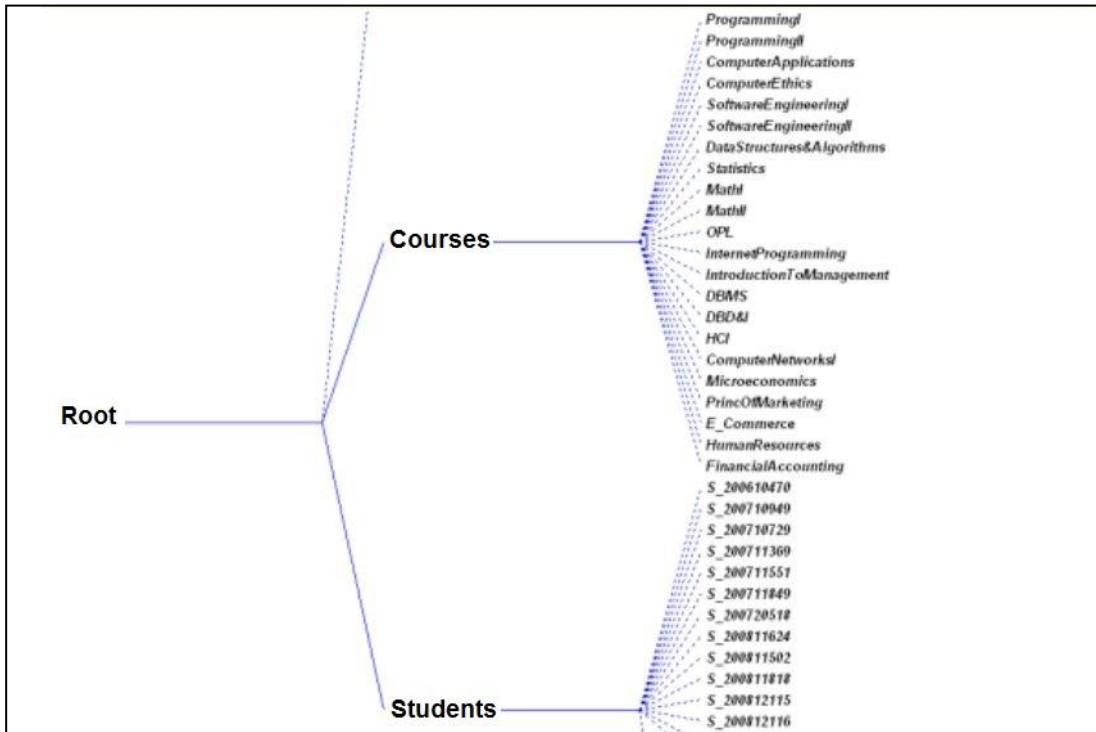 ProgrammingI
ProgrammingII
ComputerApplications
ComputerEthics
SoftwareEngineeringI
SoftwareEngineeringII
DataStructures&Algorithms
Statistics
MathI
MathII
OPL
InternetProgramming
IntroductionToManagement
DBMS
DBD&I
HCI
ComputerNetworksI
Microeconomics
PrincOfMarketing
E_Commerce
HumanResources
FinancialAccounting
Courses
Root
S_200610470
S_200710949
S_200710729
S_200711369
S_200711551
S_200711849
S_200720518
S_200811624
S_200811502
S_200811818
S_200812115
S_200812116
Students